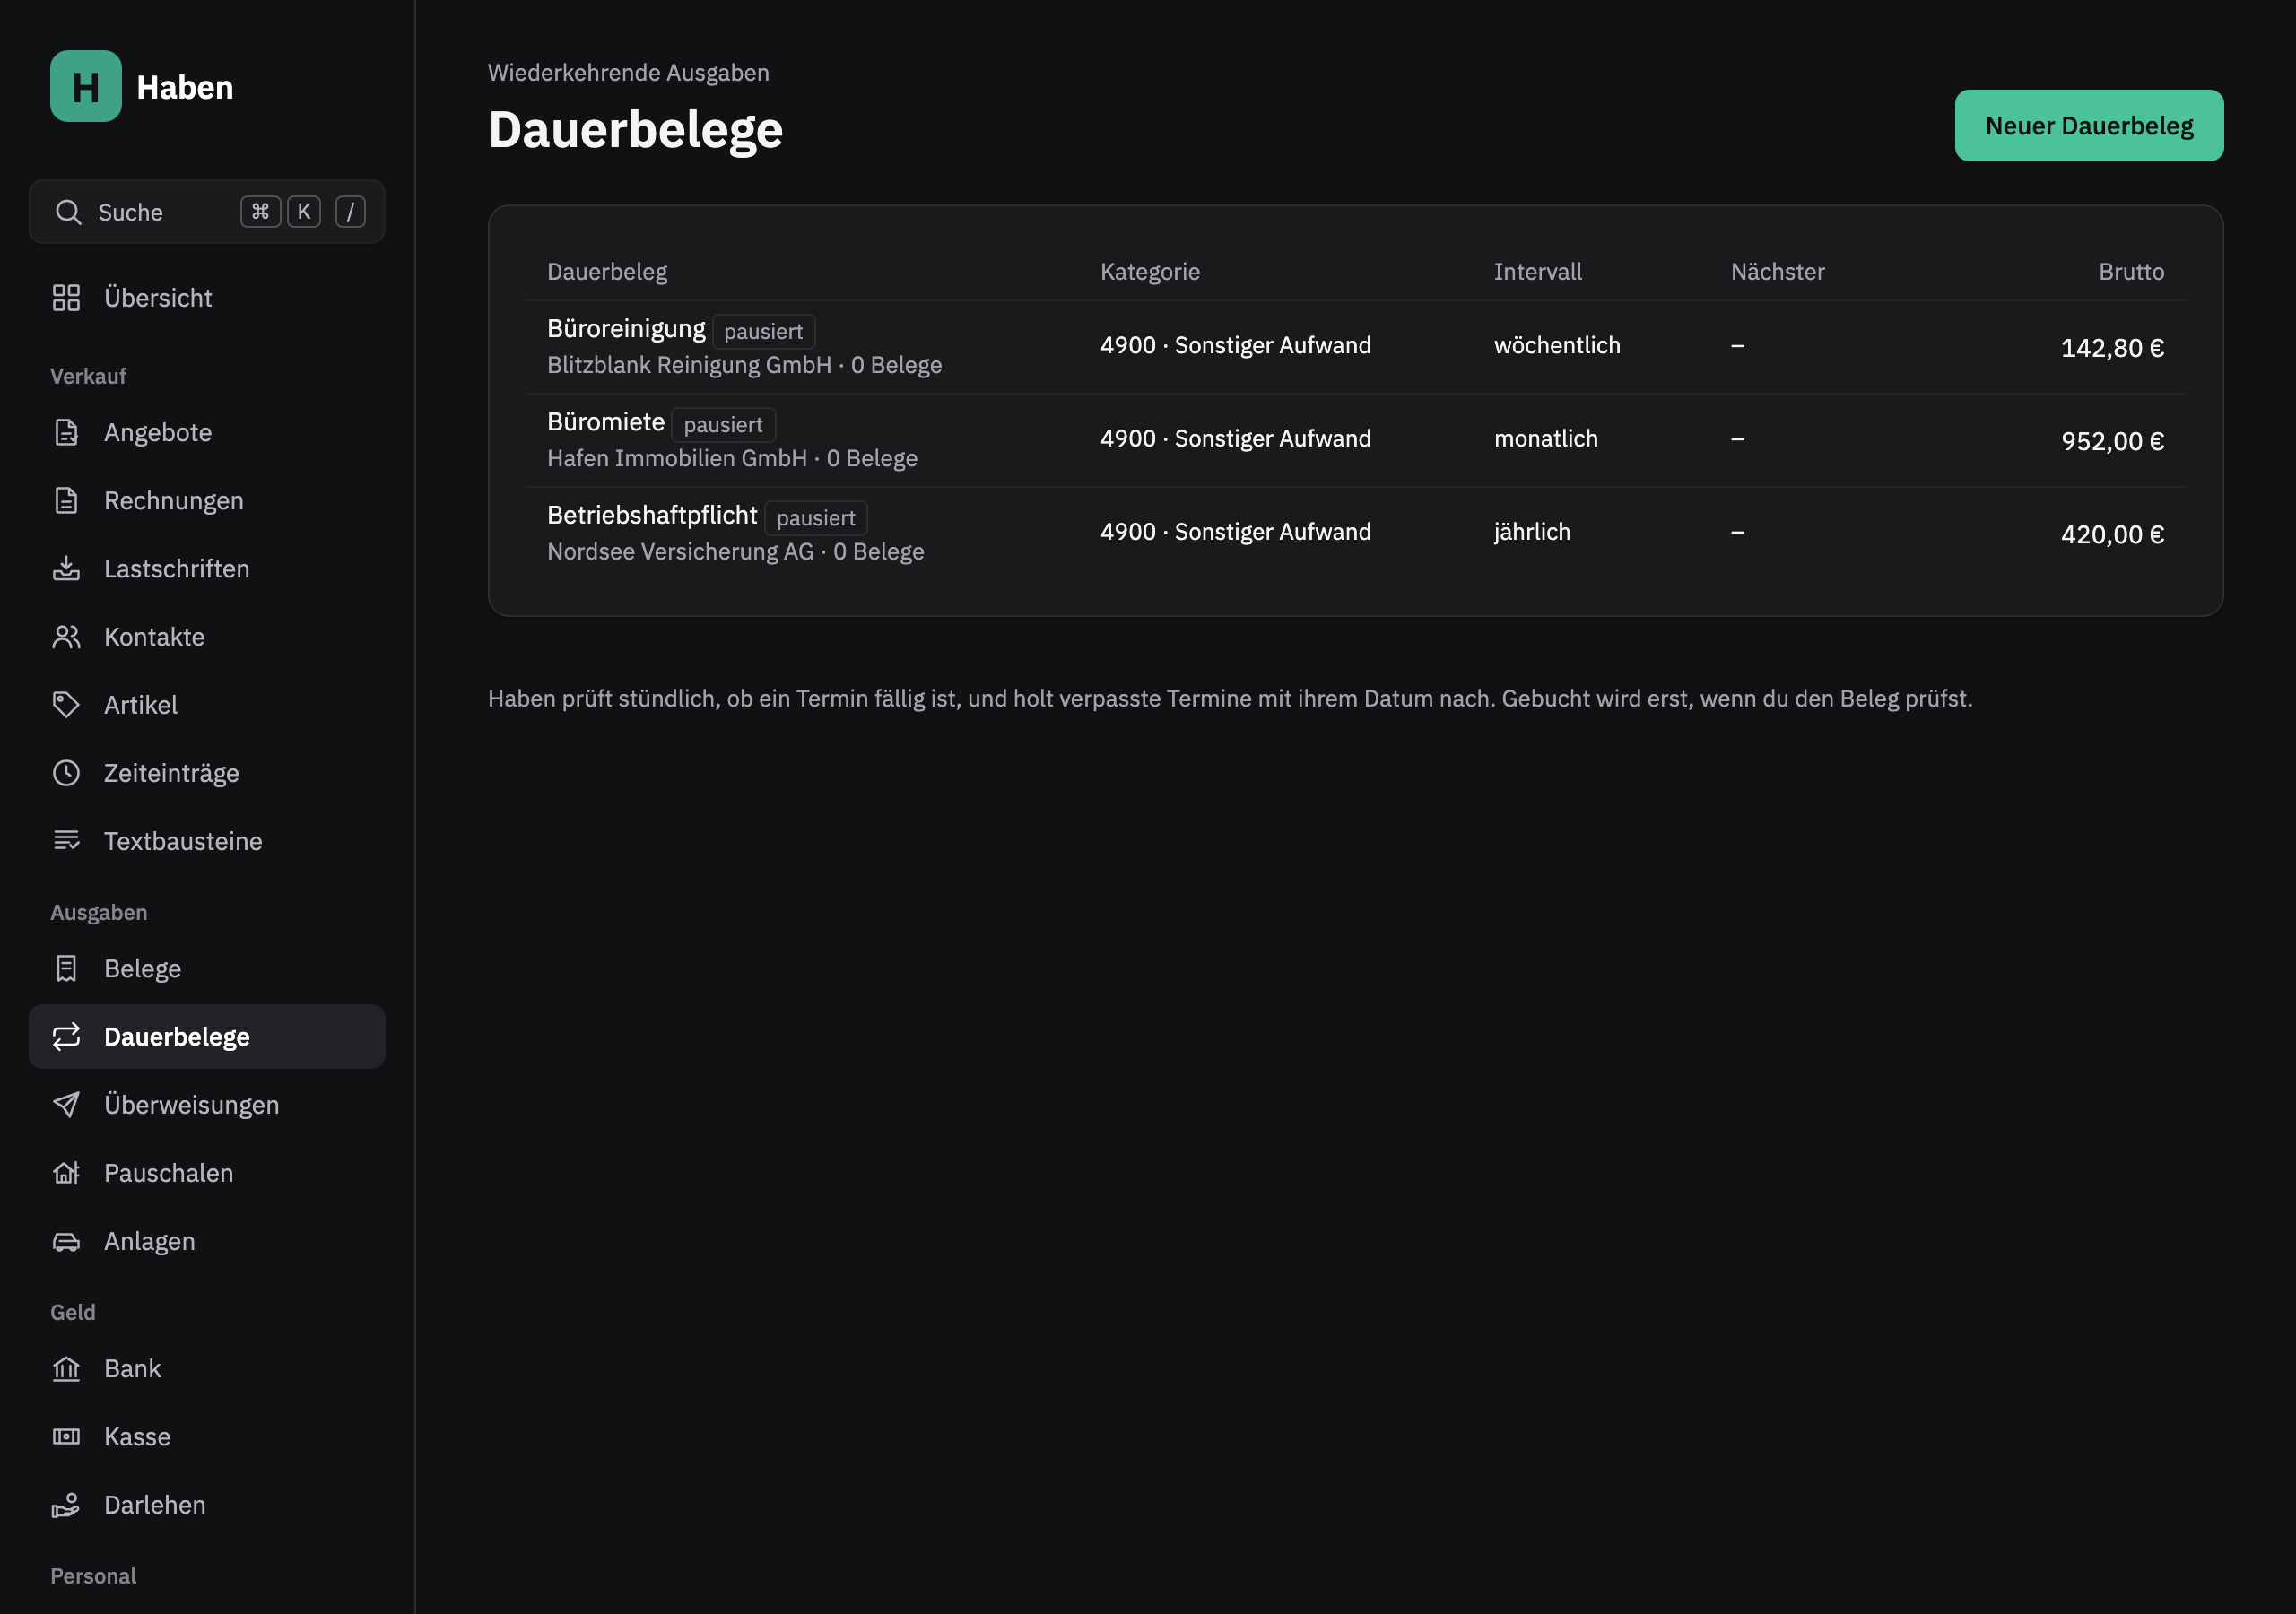 H Haben
Suche ⌘ K /
Übersicht
Verkauf
Angebote
Rechnungen
Lastschriften
Kontakte
Artikel
Zeiteinträge
Textbausteine
Ausgaben
Belege
Dauerbelege
Überweisungen
Pauschalen
Anlagen
Geld
Bank
Kasse
Darlehen
Personal
Wiederkehrende Ausgaben
Dauerbelege
Neuer Dauerbeleg
Dauerbeleg Kategorie Intervall Nächster Brutto
Büroreinigung pausiert
Blitzblank Reinigung GmbH · 0 Belege
4900 · Sonstiger Aufwand wöchentlich – 142,80 €
Büromiete pausiert
Hafen Immobilien GmbH · 0 Belege
4900 · Sonstiger Aufwand monatlich – 952,00 €
Betriebshaftpflicht pausiert
Nordsee Versicherung AG · 0 Belege
4900 · Sonstiger Aufwand jährlich – 420,00 €
Haben prüft stündlich, ob ein Termin fällig ist, und holt verpasste Termine mit ihrem Datum nach. Gebucht wird erst, wenn du den Beleg prüfst.